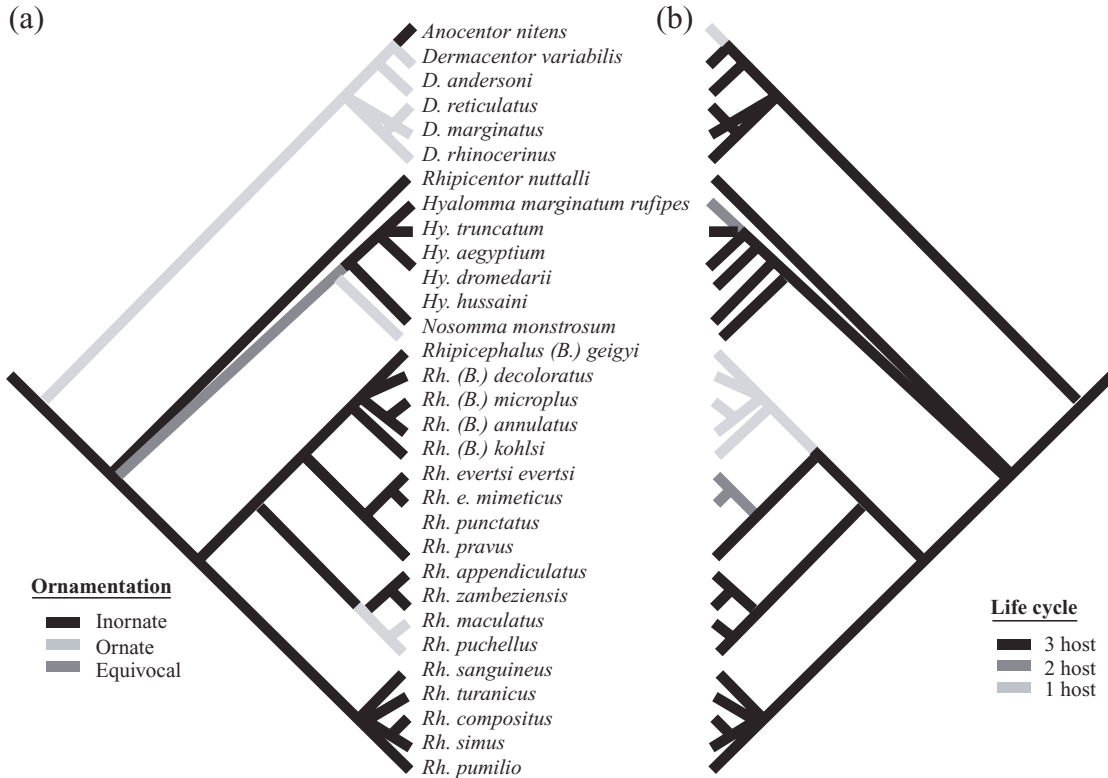 (a)
(b)
Anocentor nitens
Dermacentor variabilis
D. andersoni
D. reticulatus
D. marginatus
D. rhinocerinus
Rhipicentor nuttalli
Hyalomma marginatum rufipes
Hy. truncatum
Hy. aegyptium
Hy. dromedarii
Hy. hussaini
Nosomma monstrosum
Rhipicephalus (B.) geigyi
Rh. (B.) decoloratus
Rh. (B.) microplus
Rh. (B.) annulatus
Rh. (B.) kohlsi
Rh. evertsi evertsi
Rh. e. mimeticus
Rh. punctatus
Rh. pravus
Rh. appendiculatus
Rh. zambeziensis
Rh. maculatus
Rh. puchellus
Rh. sanguineus
Rh. turanicus
Rh. compositus
Rh. simus
Rh. pumilio
Ornamentation
Inornate
Ornate
Equivocal
Life cycle
3 host
2 host
1 host